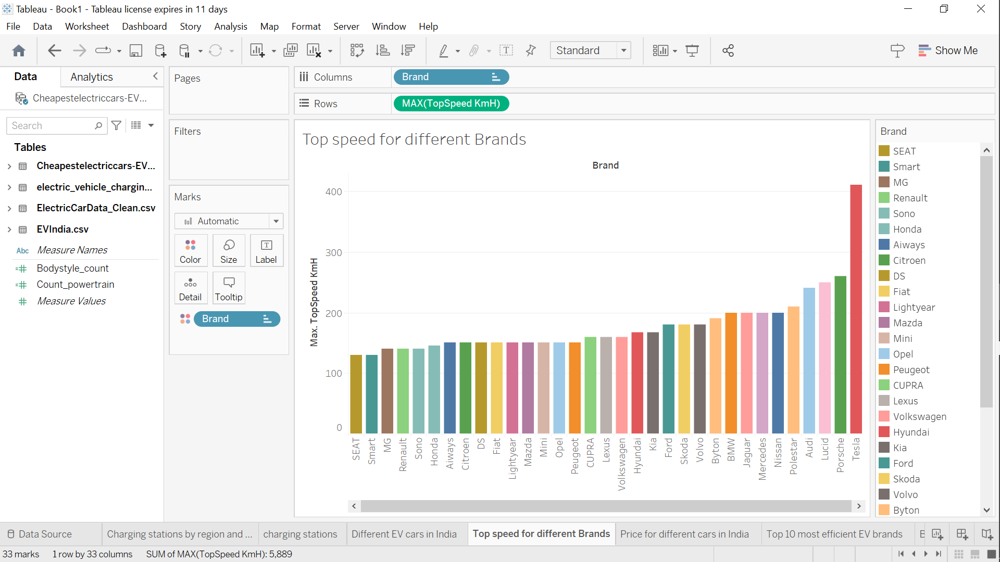 Tableau - Book1 - Tableau license expires in 11 days
File Data Worksheet Dashboard Story Analysis Map Format Server Window Help
Standard
Show Me
Data Analytics
Cheapestelectriccars-EV...
Search
Tables
Cheapestelectriccars-EV...
electric_vehicle_chargin...
ElectricCarData_Clean.csv
EVIndia.csv
Abc Measure Names
Bodystyle_count
Count_powertrain
Measure Values
Pages
Filters
Marks
Automatic
Color Size Label
Detail Tooltip
Brand
Columns Brand
Rows MAX(TopSpeed KmH)
Top speed for different Brands
Brand
Max. TopSpeed KmH
400
300
200
100
0
SEAT
Smart
MG
Renault
Sono
Honda
Aiways
Citroen
DS
Fiat
Lightyear
Mazda
Mini
Opel
Peugeot
CUPRA
Lexus
Volkswagen
Hyundai
Kia
Ford
Skoda
Volvo
Byton
BMW
Jaguar
Mercedes
Nissan
Polestar
Audi
Lucid
Porsche
Tesla
Brand
SEAT
Smart
MG
Renault
Sono
Honda
Aiways
Citroen
DS
Fiat
Lightyear
Mazda
Mini
Opel
Peugeot
CUPRA
Lexus
Volkswagen
Hyundai
Kia
Ford
Skoda
Volvo
Byton
Data Source Charging stations by region and ... charging stations Different EV cars in India Top speed for different Brands Price for different cars in India Top 10 most efficient EV brands
33 marks 1 row by 33 columns SUM of MAX(TopSpeed KmH): 5,889